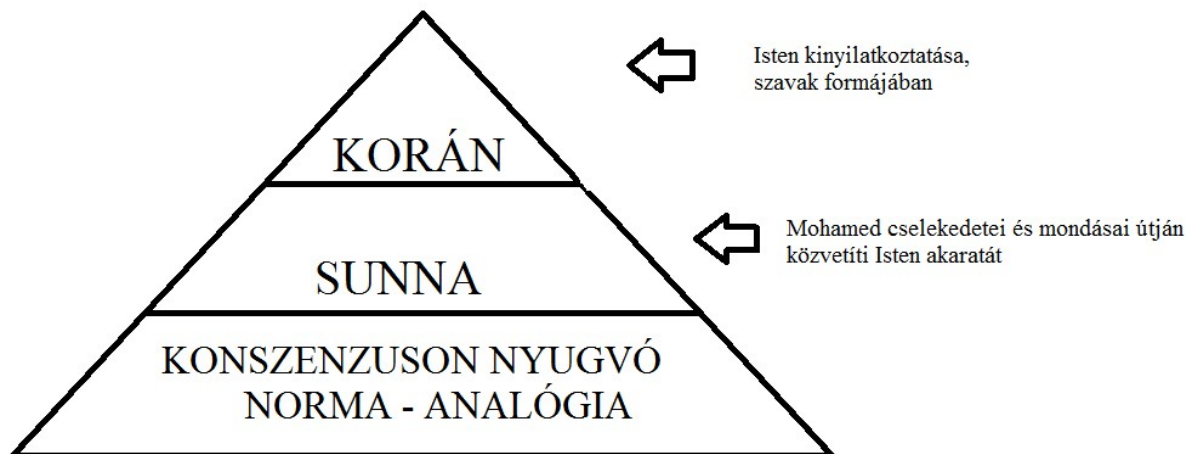 Isten kinyilatkoztatása,
szavak formájában
KORÁN
Mohamed cselekedetei és mondásai útján
közvetíti Isten akaratát
SUNNA
KONSZENZUSON NYUGVÓ
NORMA - ANALÓGIA